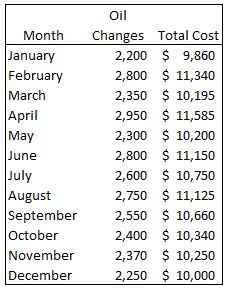 Oil
Month Changes Total Cost
January 2,200 $ 9,860
February 2,800 $ 11,340
March 2,350 $ 10,195
April 2,950 $ 11,585
May 2,300 $ 10,200
June 2,800 $ 11,150
July 2,600 $ 10,750
August 2,750 $ 11,125
September 2,550 $ 10,660
October 2,400 $ 10,340
November 2,370 $ 10,250
December 2,250 $ 10,000